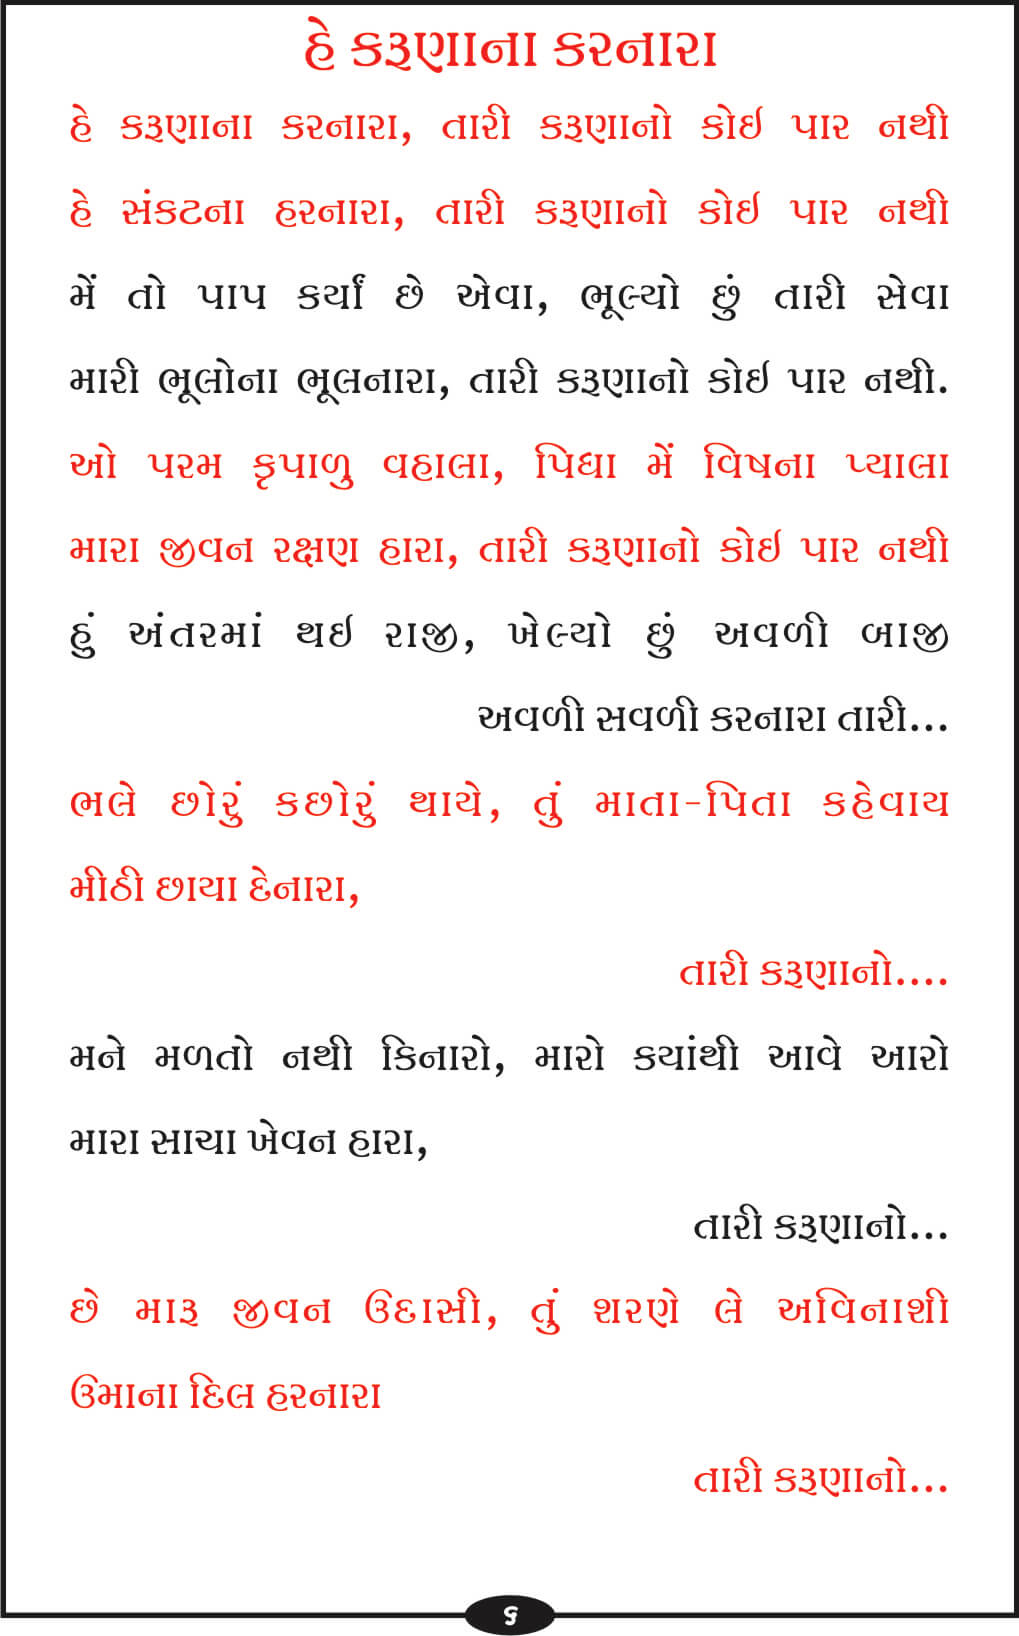 હે કરૂણાના કરનારા
હે કરૂણાના કરનારા, તારી કરૂણાનો કોઇ પાર નથી
હે સંકટના હરનારા, તારી કરૂણાનો કોઇ પાર નથી
મેં તો પાપ કર્યાં છે એવા, ભૂલ્યો છું તારી સેવા
મારી ભૂલોના ભૂલનારા, તારી કરૂણાનો કોઇ પાર નથી.
ઓ પરમ કૃપાળુ વહાલા, પિધા મેં વિષના પ્યાલા
મારા જીવન રક્ષણ હારા, તારી કરૂણાનો કોઇ પાર નથી
હું અંતરમાં થઇ રાજી, ખેલ્યો છું અવળી બાજી
અવળી સવળી કરનારા તારી...
ભલે છોરું કછોરું થાયે, તું માતા-પિતા કહેવાય
મીઠી છાયા દેનારા,
તારી કરૂણાનો....
મને મળતો નથી કિનારો, મારો કયાંથી આવે આરો
મારા સાચા ખેવન હારા,
તારી કરૂણાનો...
છે મારૂ જીવન ઉદાસી, તું શરણે લે અવિનાશી
ઉમાના દિલ હરનારા
તારી કરૂણાનો...
૬